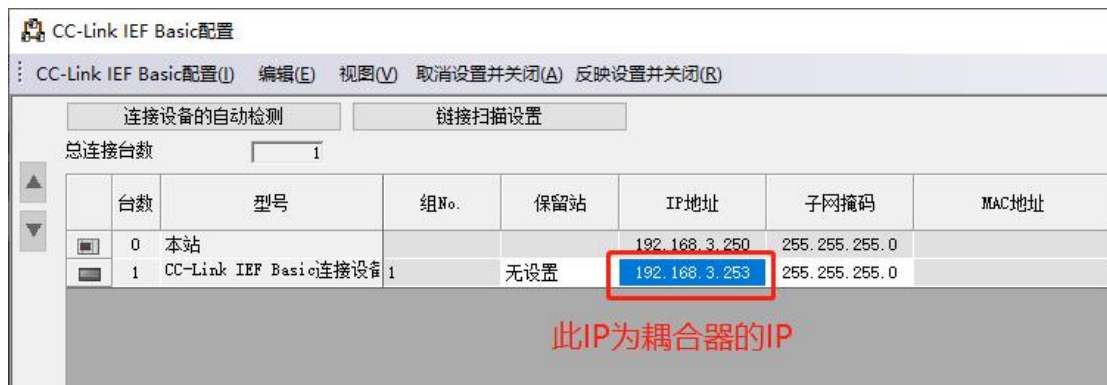 CC-Link IEF Basic配置
CC-Link IEF Basic配置(I) 编辑(E) 视图(V) 取消设置并关闭(A) 反映设置并关闭(R)
连接设备的自动检测 链接扫描设置
总连接台数 1
台数 型号 组No. 保留站 IP地址 子网掩码 MAC地址
0 本站 192.168.3.250 255.255.255.0
1 CC-Link IEF Basic连接设备 1 无设置 192.168.3.253 255.255.255.0
此IP为耦合器的IP